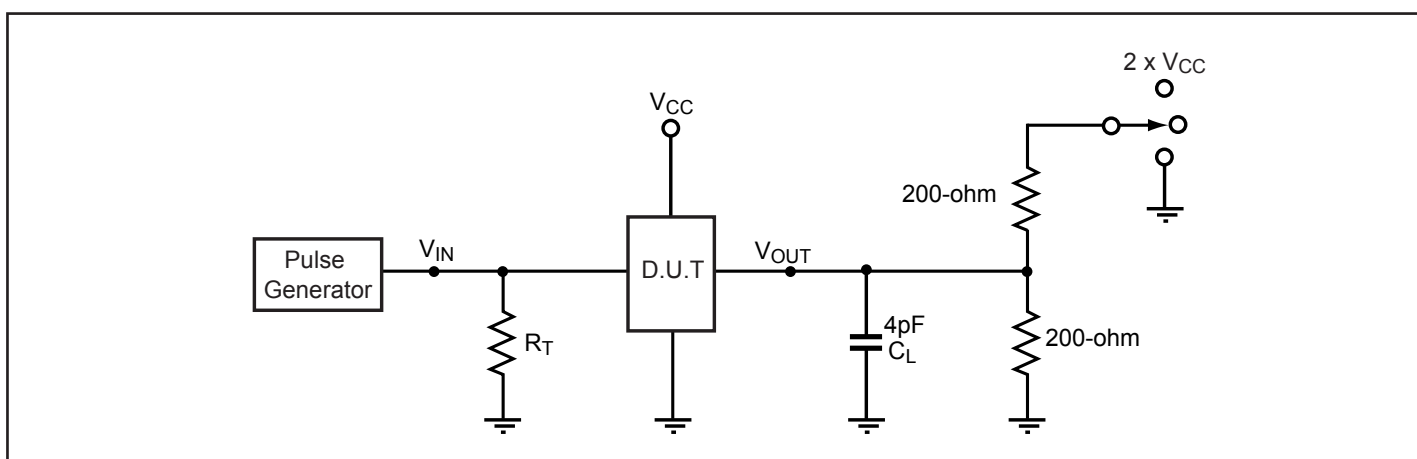 2 x VCC
VCC
200-ohm
Pulse
Generator
VIN
D.U.T
VOUT
RT
4pF
CL
200-ohm